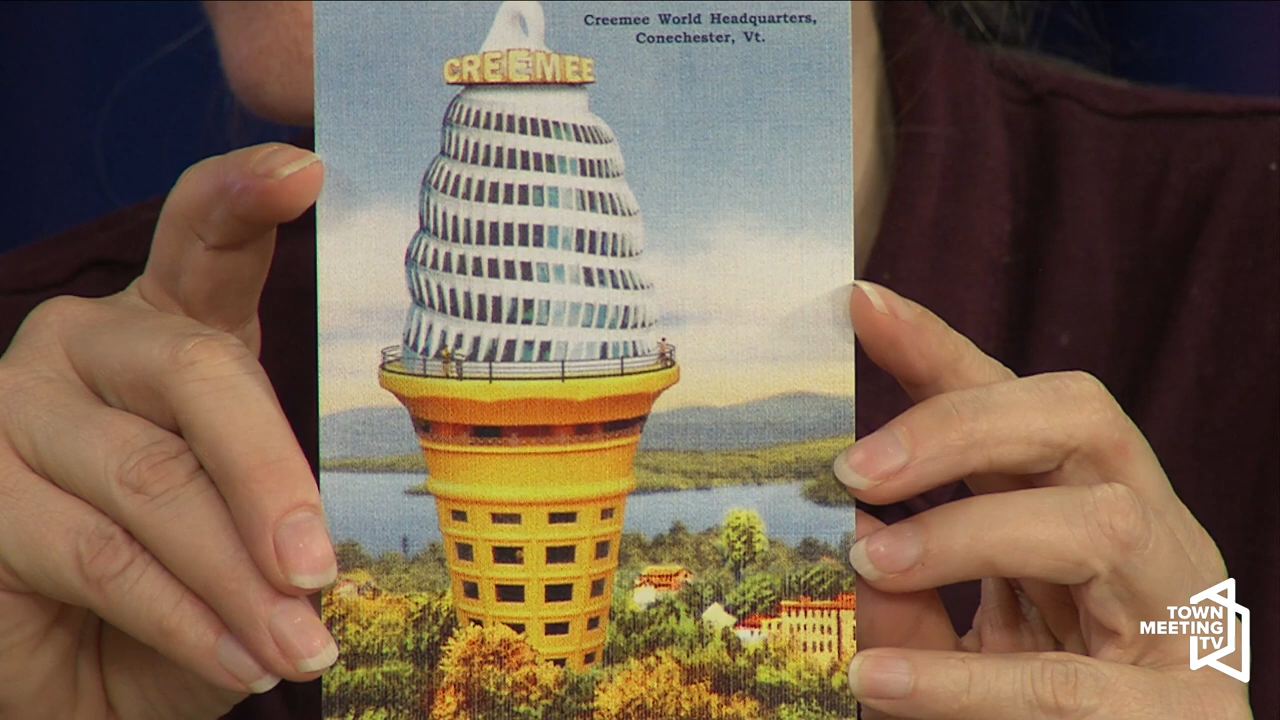 Creemee World Headquarters,
Conechester, Vt.
CREEMEE
TOWN
MEETING
TV